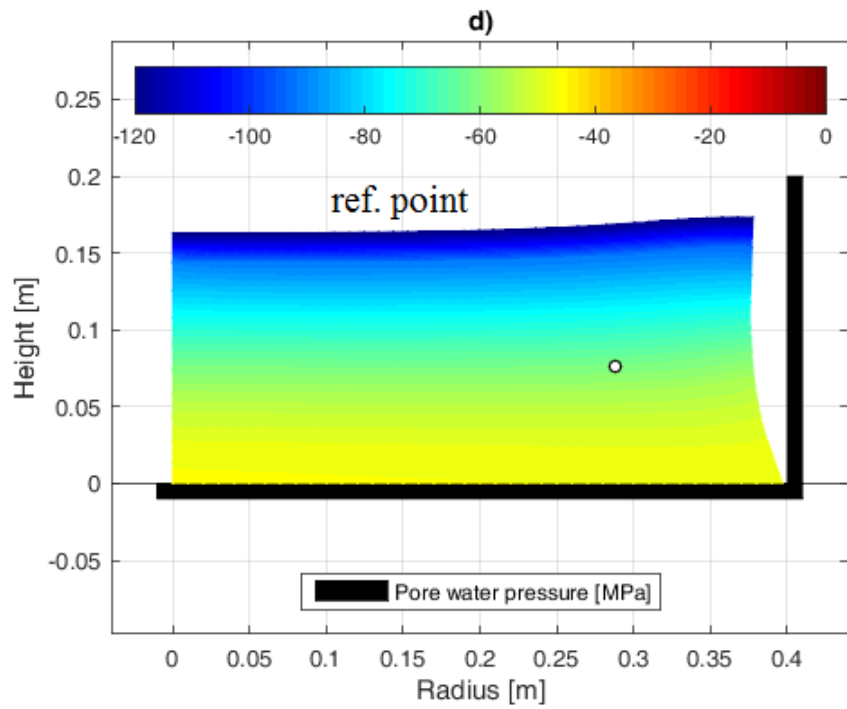 d)
0.25
-120 -100 -80 -60 -40 -20 0
0.2
ref. point
0.15
Height [m]
0.1
0.05
0
-0.05
Pore water pressure [MPa]
0 0.05 0.1 0.15 0.2 0.25 0.3 0.35 0.4
Radius [m]